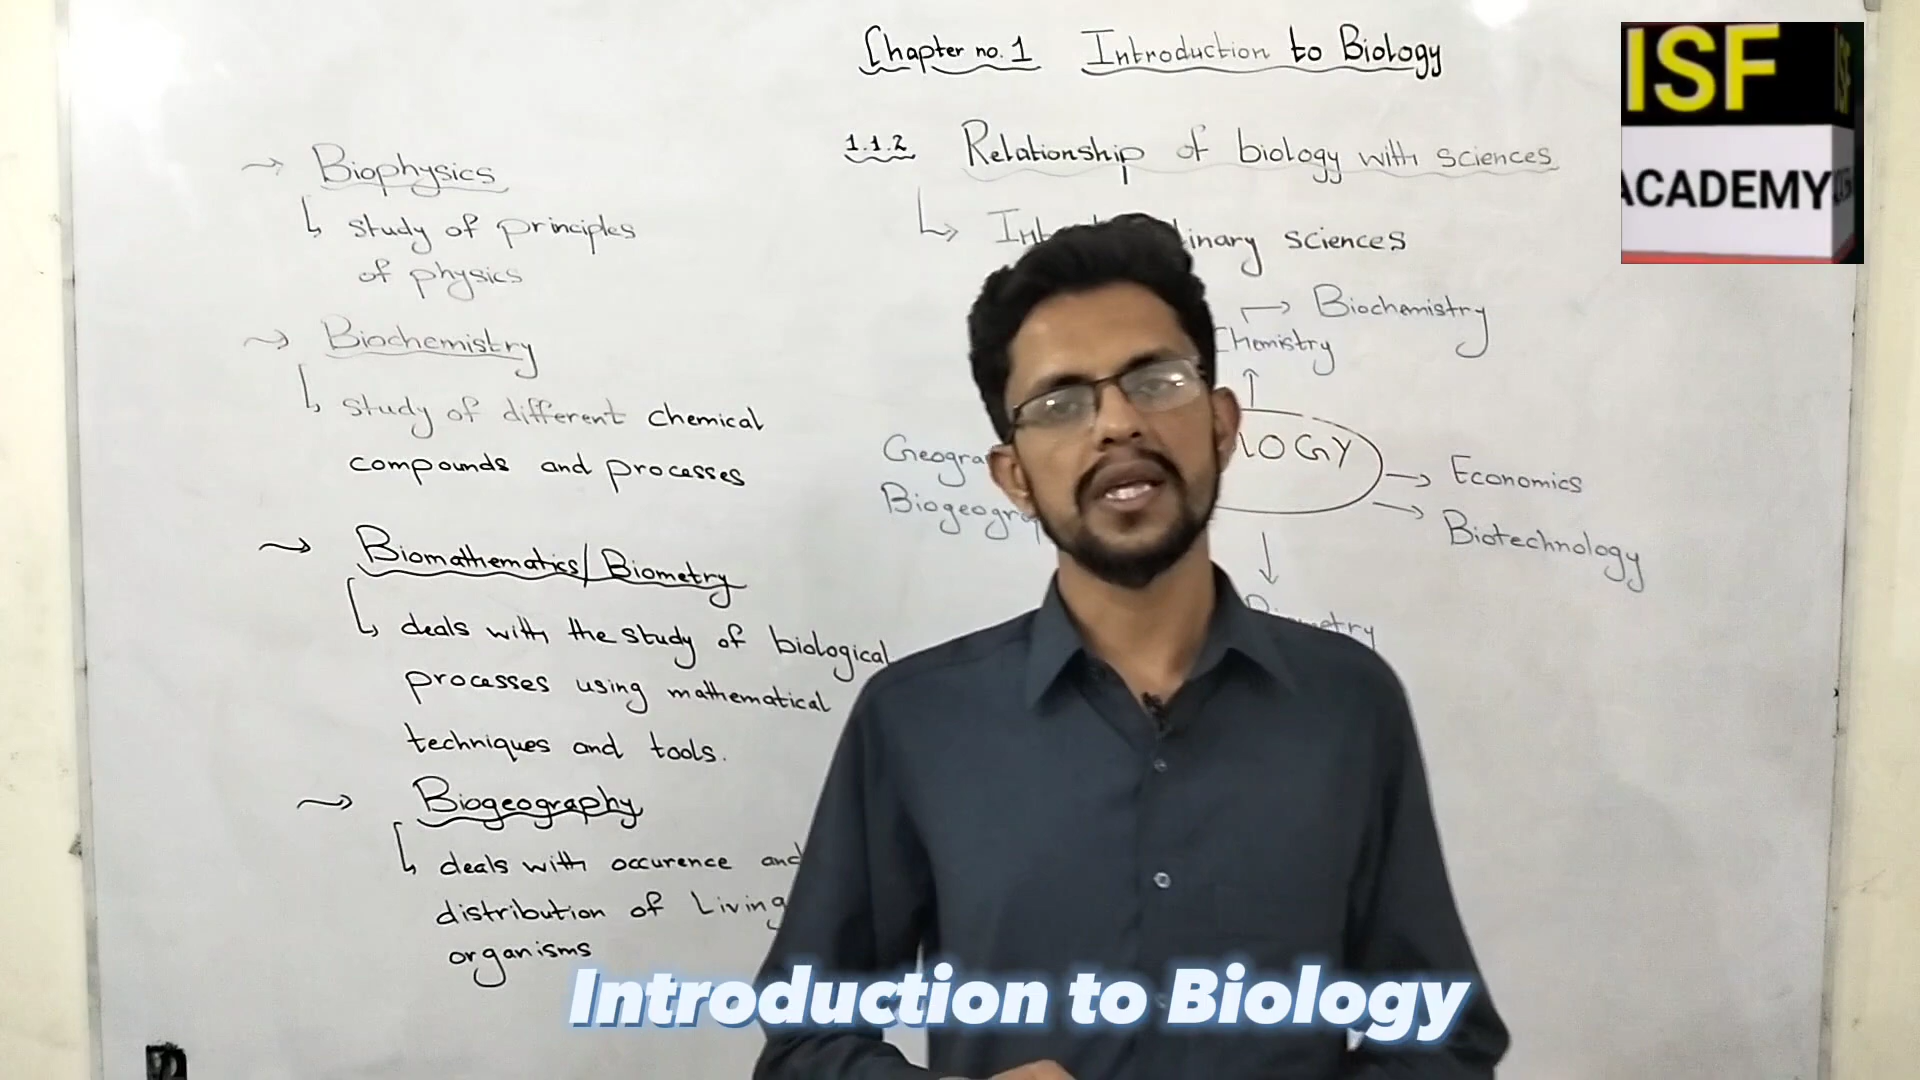 Chapter no. 1 Introduction to Biology
1.1.2 Relationship of biology with sciences
sciences
Biochemistry
Chemistry
Economics
Biotechnology
Biophysics
study of principles
of physics
Biochemistry
study of different chemical
compounds and processes
Biomathematics/Biometry
deals with the study of biological
processes using mathematical
techniques and tools.
Biogeography
deals with occurence and
distribution of Living
organisms
ISF
ACADEMY
Introduction to Biology